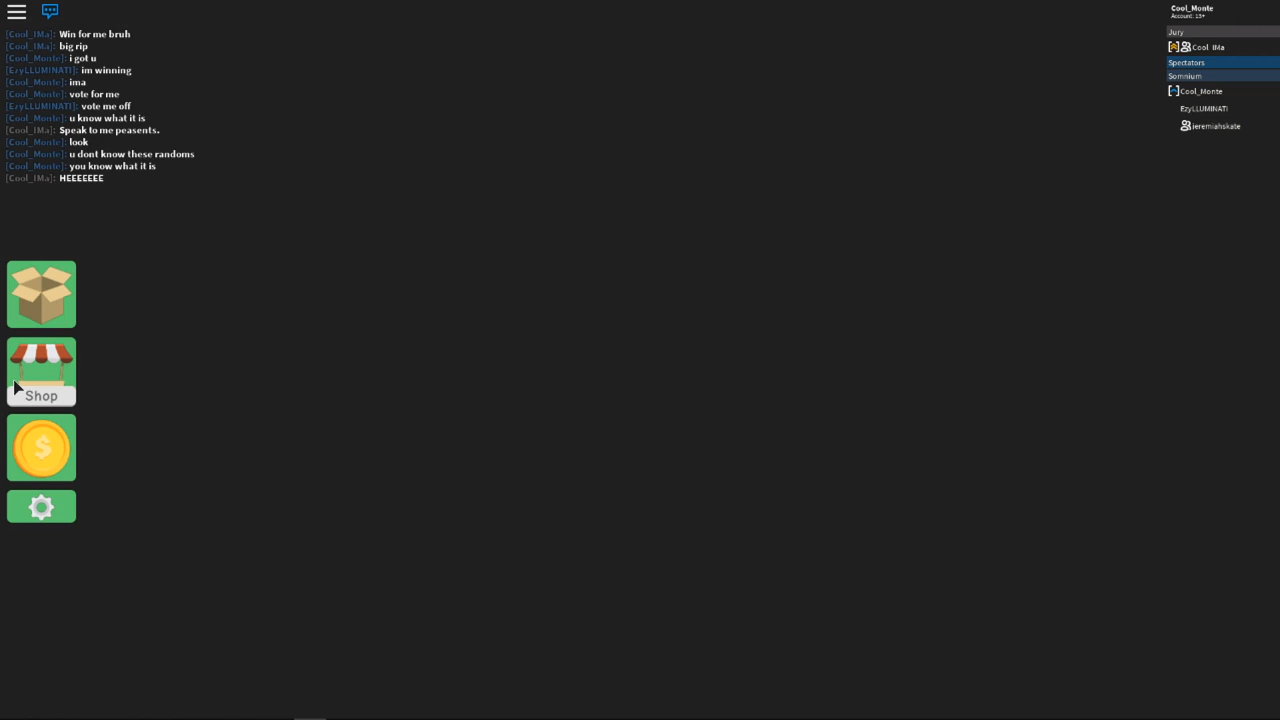 [Cool_IMa]: Win for me bruh
[Cool_IMa]: big rip
[Cool_Monte]: i got u
[EzyLLUMINATI]: im winning
[Cool_Monte]: ima
[Cool_Monte]: vote for me
[EzyLLUMINATI]: vote me off
[Cool_Monte]: u know what it is
[Cool_IMa]: Speak to me peasents.
[Cool_Monte]: look
[Cool_Monte]: u dont know these randoms
[Cool_Monte]: you know what it is
[Cool_IMa]: HEEEEEEE
Shop
Cool_Monte
Account: 13+
Jury
Cool_IMa
Spectators
Somnium
Cool_Monte
EzyLLUMINATI
jeremiahskate